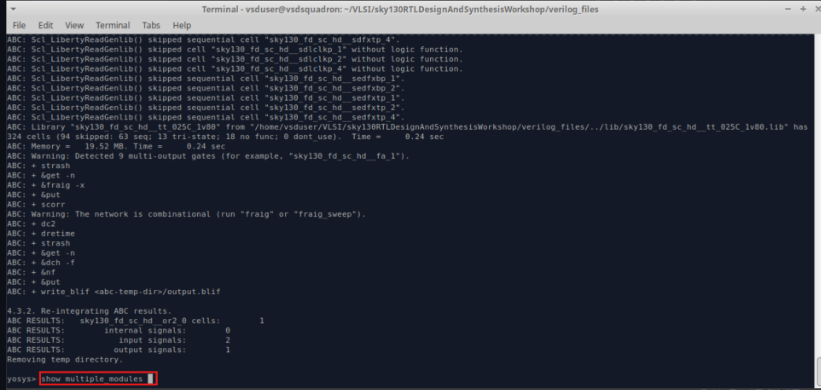 Terminal - vsduser@vsdsquadron: ~/VLSI/sky130RTLDesignAndSynthesisWorkshop/verilog_files
File Edit View Terminal Tabs Help
ABC: Scl_LibertyReadGenlib() skipped sequential cell "sky130_fd_sc_hd__sdfxtp_4".
ABC: Scl_LibertyReadGenlib() skipped cell "sky130_fd_sc_hd__sdlclkp_1" without logic function.
ABC: Scl_LibertyReadGenlib() skipped cell "sky130_fd_sc_hd__sdlclkp_2" without logic function.
ABC: Scl_LibertyReadGenlib() skipped cell "sky130_fd_sc_hd__sdlclkp_4" without logic function.
ABC: Scl_LibertyReadGenlib() skipped sequential cell "sky130_fd_sc_hd__sedfxbp_1".
ABC: Scl_LibertyReadGenlib() skipped sequential cell "sky130_fd_sc_hd__sedfxbp_2".
ABC: Scl_LibertyReadGenlib() skipped sequential cell "sky130_fd_sc_hd__sedfxtp_1".
ABC: Scl_LibertyReadGenlib() skipped sequential cell "sky130_fd_sc_hd__sedfxtp_2".
ABC: Scl_LibertyReadGenlib() skipped sequential cell "sky130_fd_sc_hd__sedfxtp_4".
ABC: Library "sky130_fd_sc_hd__tt_025C_1v80" from "/home/vsduser/VLSI/sky130RTLDesignAndSynthesisWorkshop/verilog_files/../lib/sky130_fd_sc_hd__tt_025C_1v80.lib" has
324 cells (94 skipped: 63 seq; 13 tri-state; 18 no func; 0 dont_use). Time = 0.24 sec
ABC: Memory = 19.52 MB. Time = 0.24 sec
ABC: Warning: Detected 9 multi-output gates (for example, "sky130_fd_sc_hd__fa_1").
ABC: + strash
ABC: + &get -n
ABC: + &fraig -x
ABC: + &put
ABC: + scorr
ABC: Warning: The network is combinational (run "fraig" or "fraig_sweep").
ABC: + dc2
ABC: + dretime
ABC: + strash
ABC: + &get -n
ABC: + &dch -f
ABC: + &nf
ABC: + &put
ABC: + write_blif <abc-temp-dir>/output.blif
4.3.2. Re-integrating ABC results.
ABC RESULTS: sky130_fd_sc_hd__or2_0 cells: 1
ABC RESULTS: internal signals: 0
ABC RESULTS: input signals: 2
ABC RESULTS: output signals: 1
Removing temp directory.
yosys> show multiple_modules